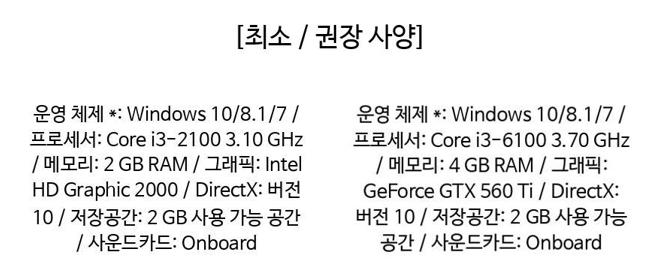 [최소 / 권장 사양]
운영 체제 *: Windows 10/8.1/7 /
프로세서: Core i3-2100 3.10 GHz
/ 메모리: 2 GB RAM / 그래픽: Intel
HD Graphic 2000 / DirectX: 버전
10 / 저장공간: 2 GB 사용 가능 공간
/ 사운드카드: Onboard
운영 체제 *: Windows 10/8.1/7 /
프로세서: Core i3-6100 3.70 GHz
/ 메모리: 4 GB RAM / 그래픽:
GeForce GTX 560 Ti / DirectX:
버전 10 / 저장공간: 2 GB 사용 가능
공간 / 사운드카드: Onboard